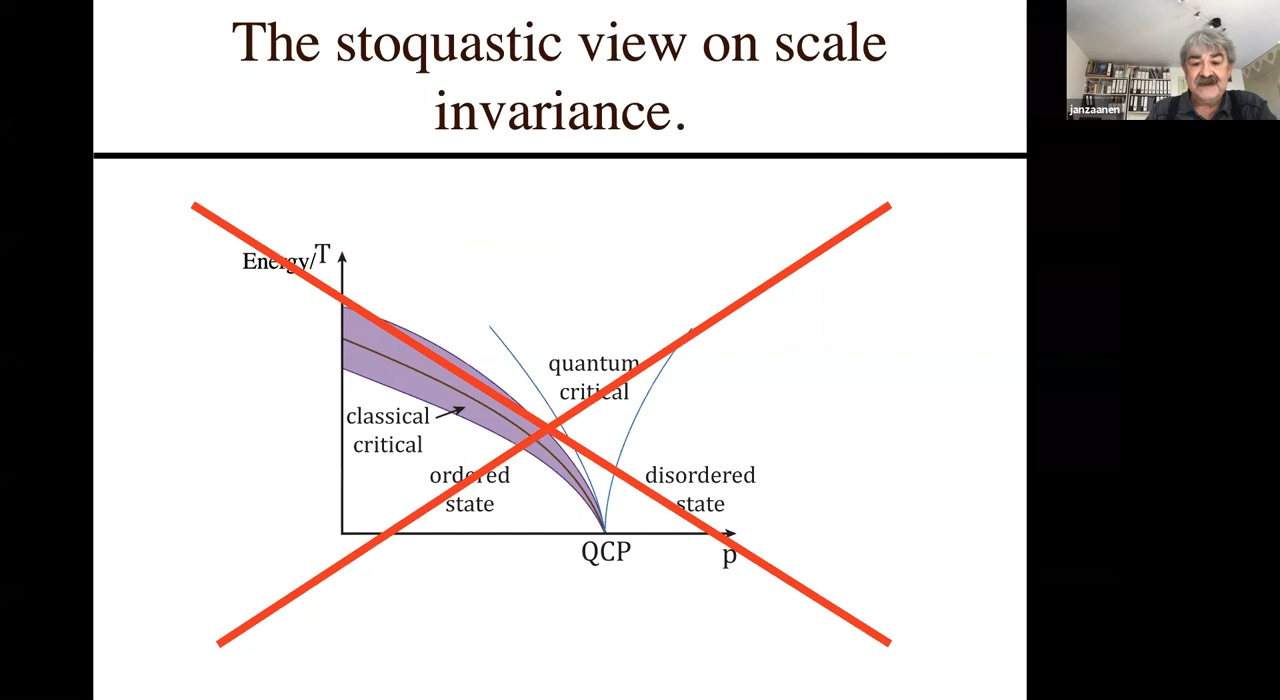 The stoquastic view on scale
invariance.
janzaanen
Energy/T
quantum
critical
classical
critical
ordered
state
disordered
state
QCP
p